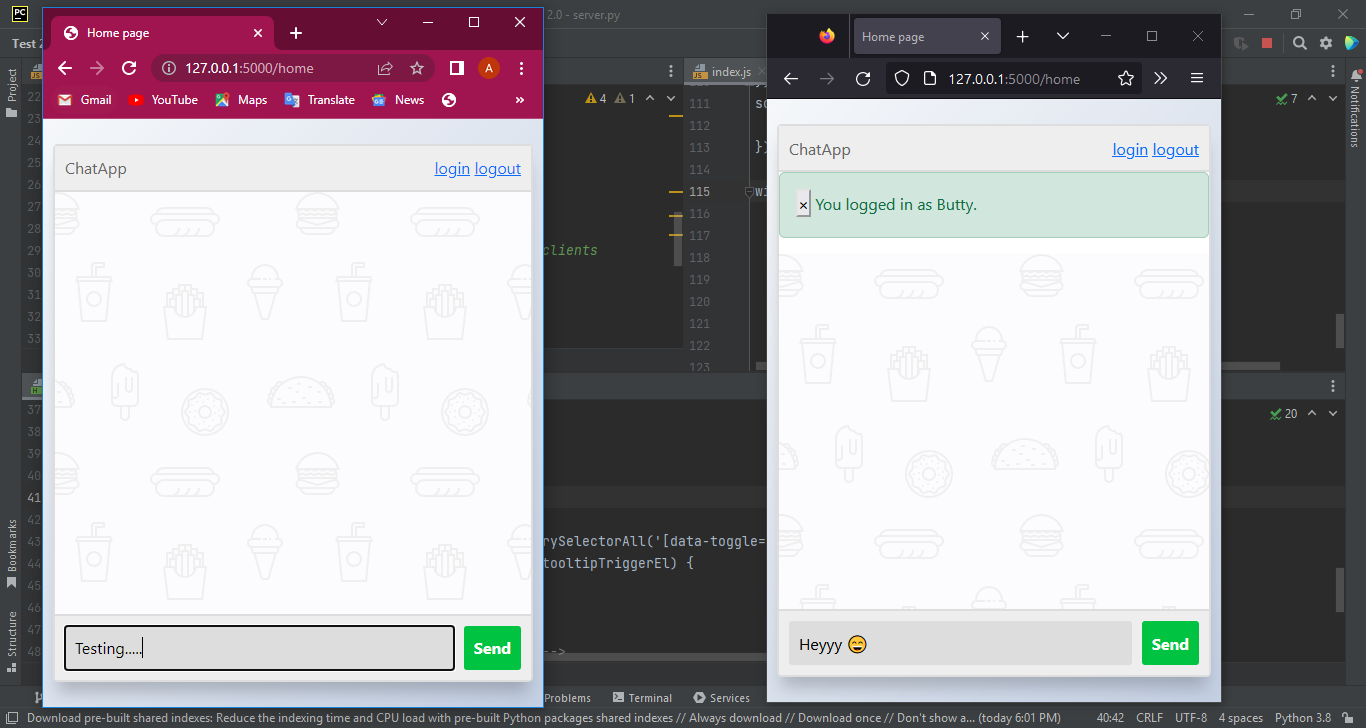 PC
2.0 - server.py
Test 2
Home page
127.0.0.1:5000/home
A
Gmail
YouTube
Maps
Translate
News
»
ChatApp
login logout
Testing.....
Send
Home page
127.0.0.1:5000/home
ChatApp
login logout
× You logged in as Butty.
Heyyy 😄
Send
Project
Bookmarks
Structure
Notifications
index.js
4
1
7
20
22
23
24
25
26
27
28
29
30
31
32
33
clients
111
112
113
114
115
116
117
118
119
120
121
122
123
})
37
38
39
40
41
42
43
44
45
46
47
48
rySelectorAll('[data-toggle=
tooltipTriggerEl) {
-->
Problems
Terminal
Services
Download pre-built shared indexes: Reduce the indexing time and CPU load with pre-built Python packages shared indexes // Always download // Download once // Don't show a... (today 6:01 PM)
40:42 CRLF UTF-8 4 spaces Python 3.8